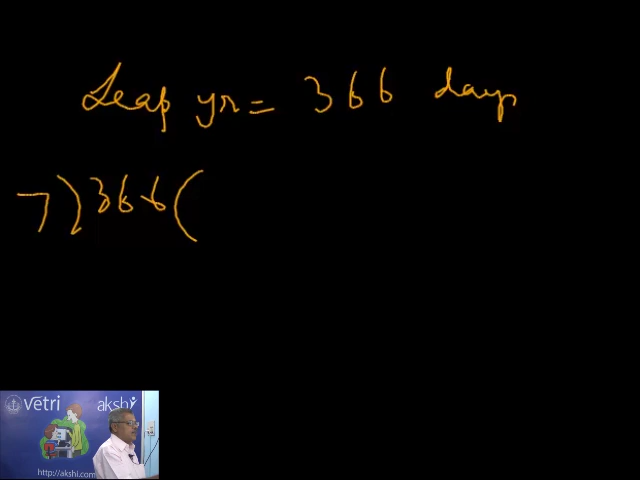 Leap yr = 366 days
7)366(
vetri akshi
http://akshi.com